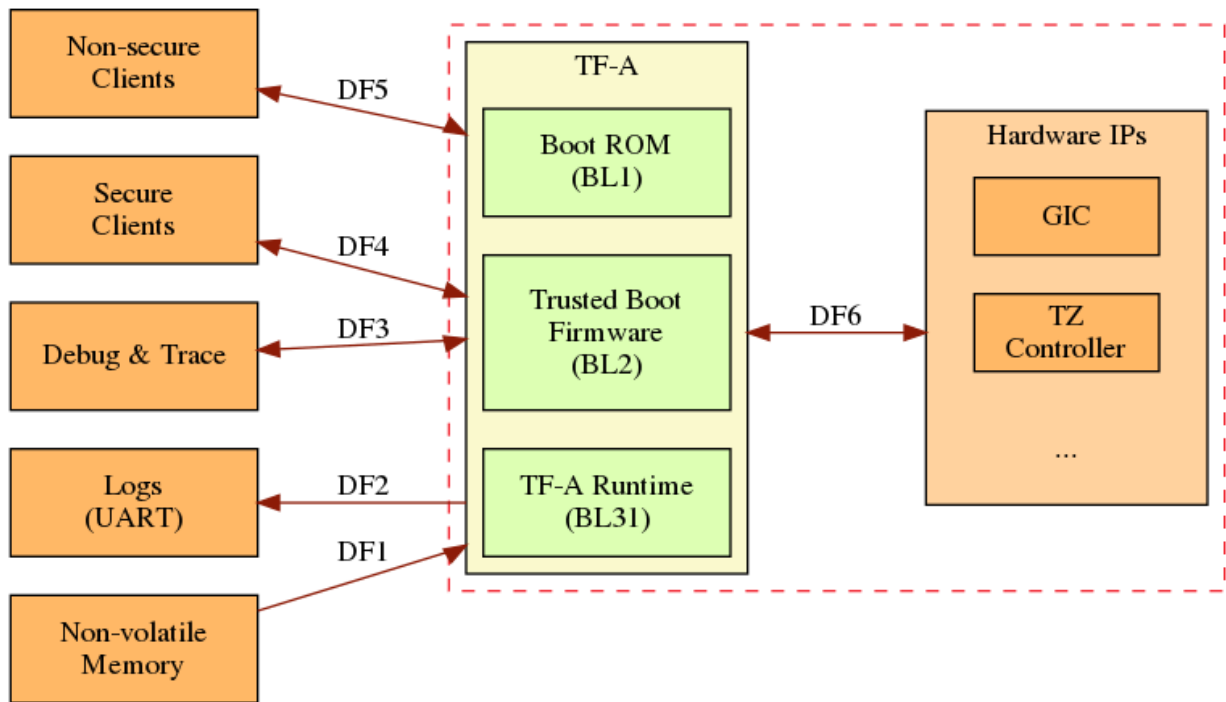 Non-secure
Clients
DF5
Secure
Clients
DF4
Debug & Trace
DF3
Logs
(UART)
DF2
DF1
Non-volatile
Memory
TF-A
Boot ROM
(BL1)
Trusted Boot
Firmware
(BL2)
TF-A Runtime
(BL31)
DF6
Hardware IPs
GIC
TZ
Controller
...